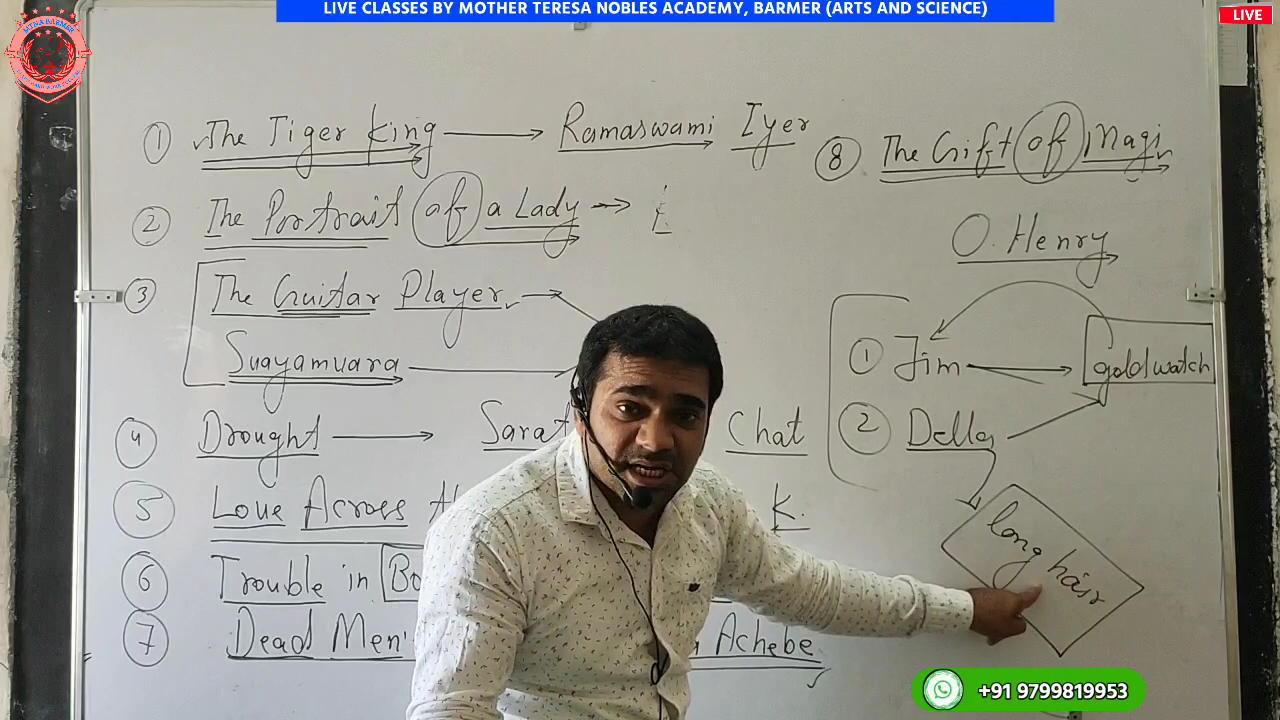 LIVE CLASSES BY MOTHER TERESA NOBLES ACADEMY, BARMER (ARTS AND SCIENCE)
LIVE
MTNA BARMER
1 The Tiger King → Ramaswami Iyer
2 The Portrait of a Lady →
3 The Guitar Player →
Suayamuara
4 Drought → Sarat Chat
5 Love Across K.
6 Trouble in Bo
7 Dead Men' Achebe
8 The Gift of Magi
O. Henry
1 Jim → gold watch
2 Della
long hair
+91 9799819953